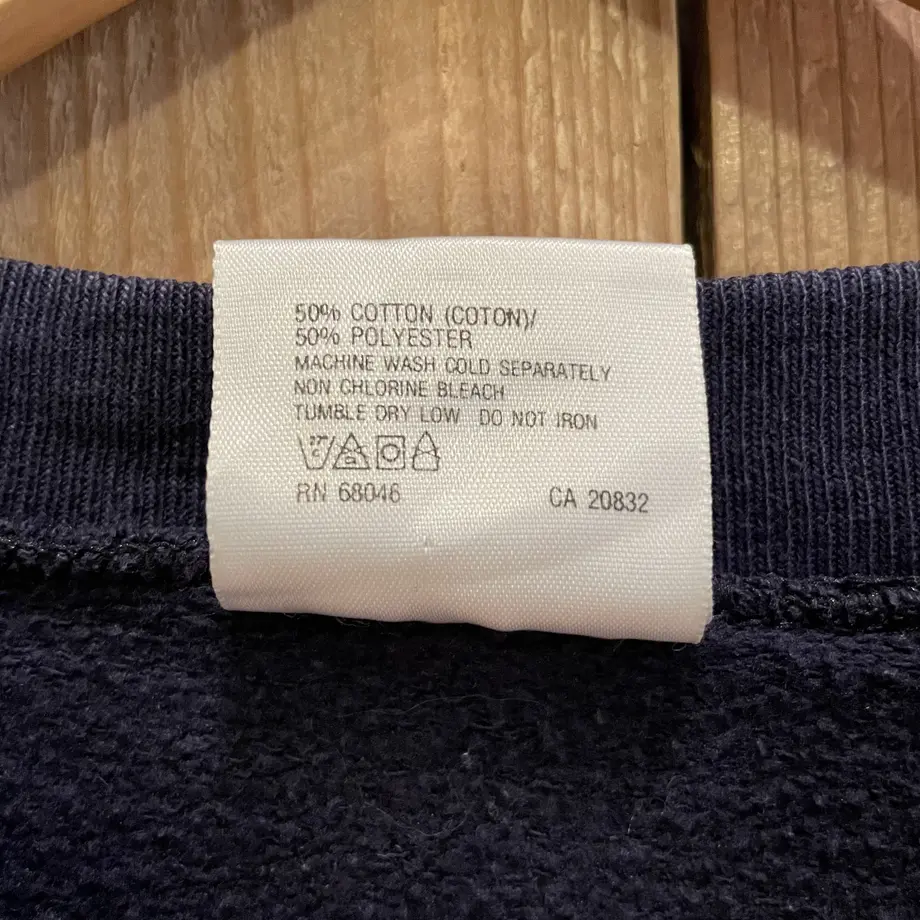 50% COTTON (COTON)/
50% POLYESTER
MACHINE WASH COLD SEPARATELY
NON CHLORINE BLEACH
TUMBLE DRY LOW DO NOT IRON
RN 68046 CA 20832